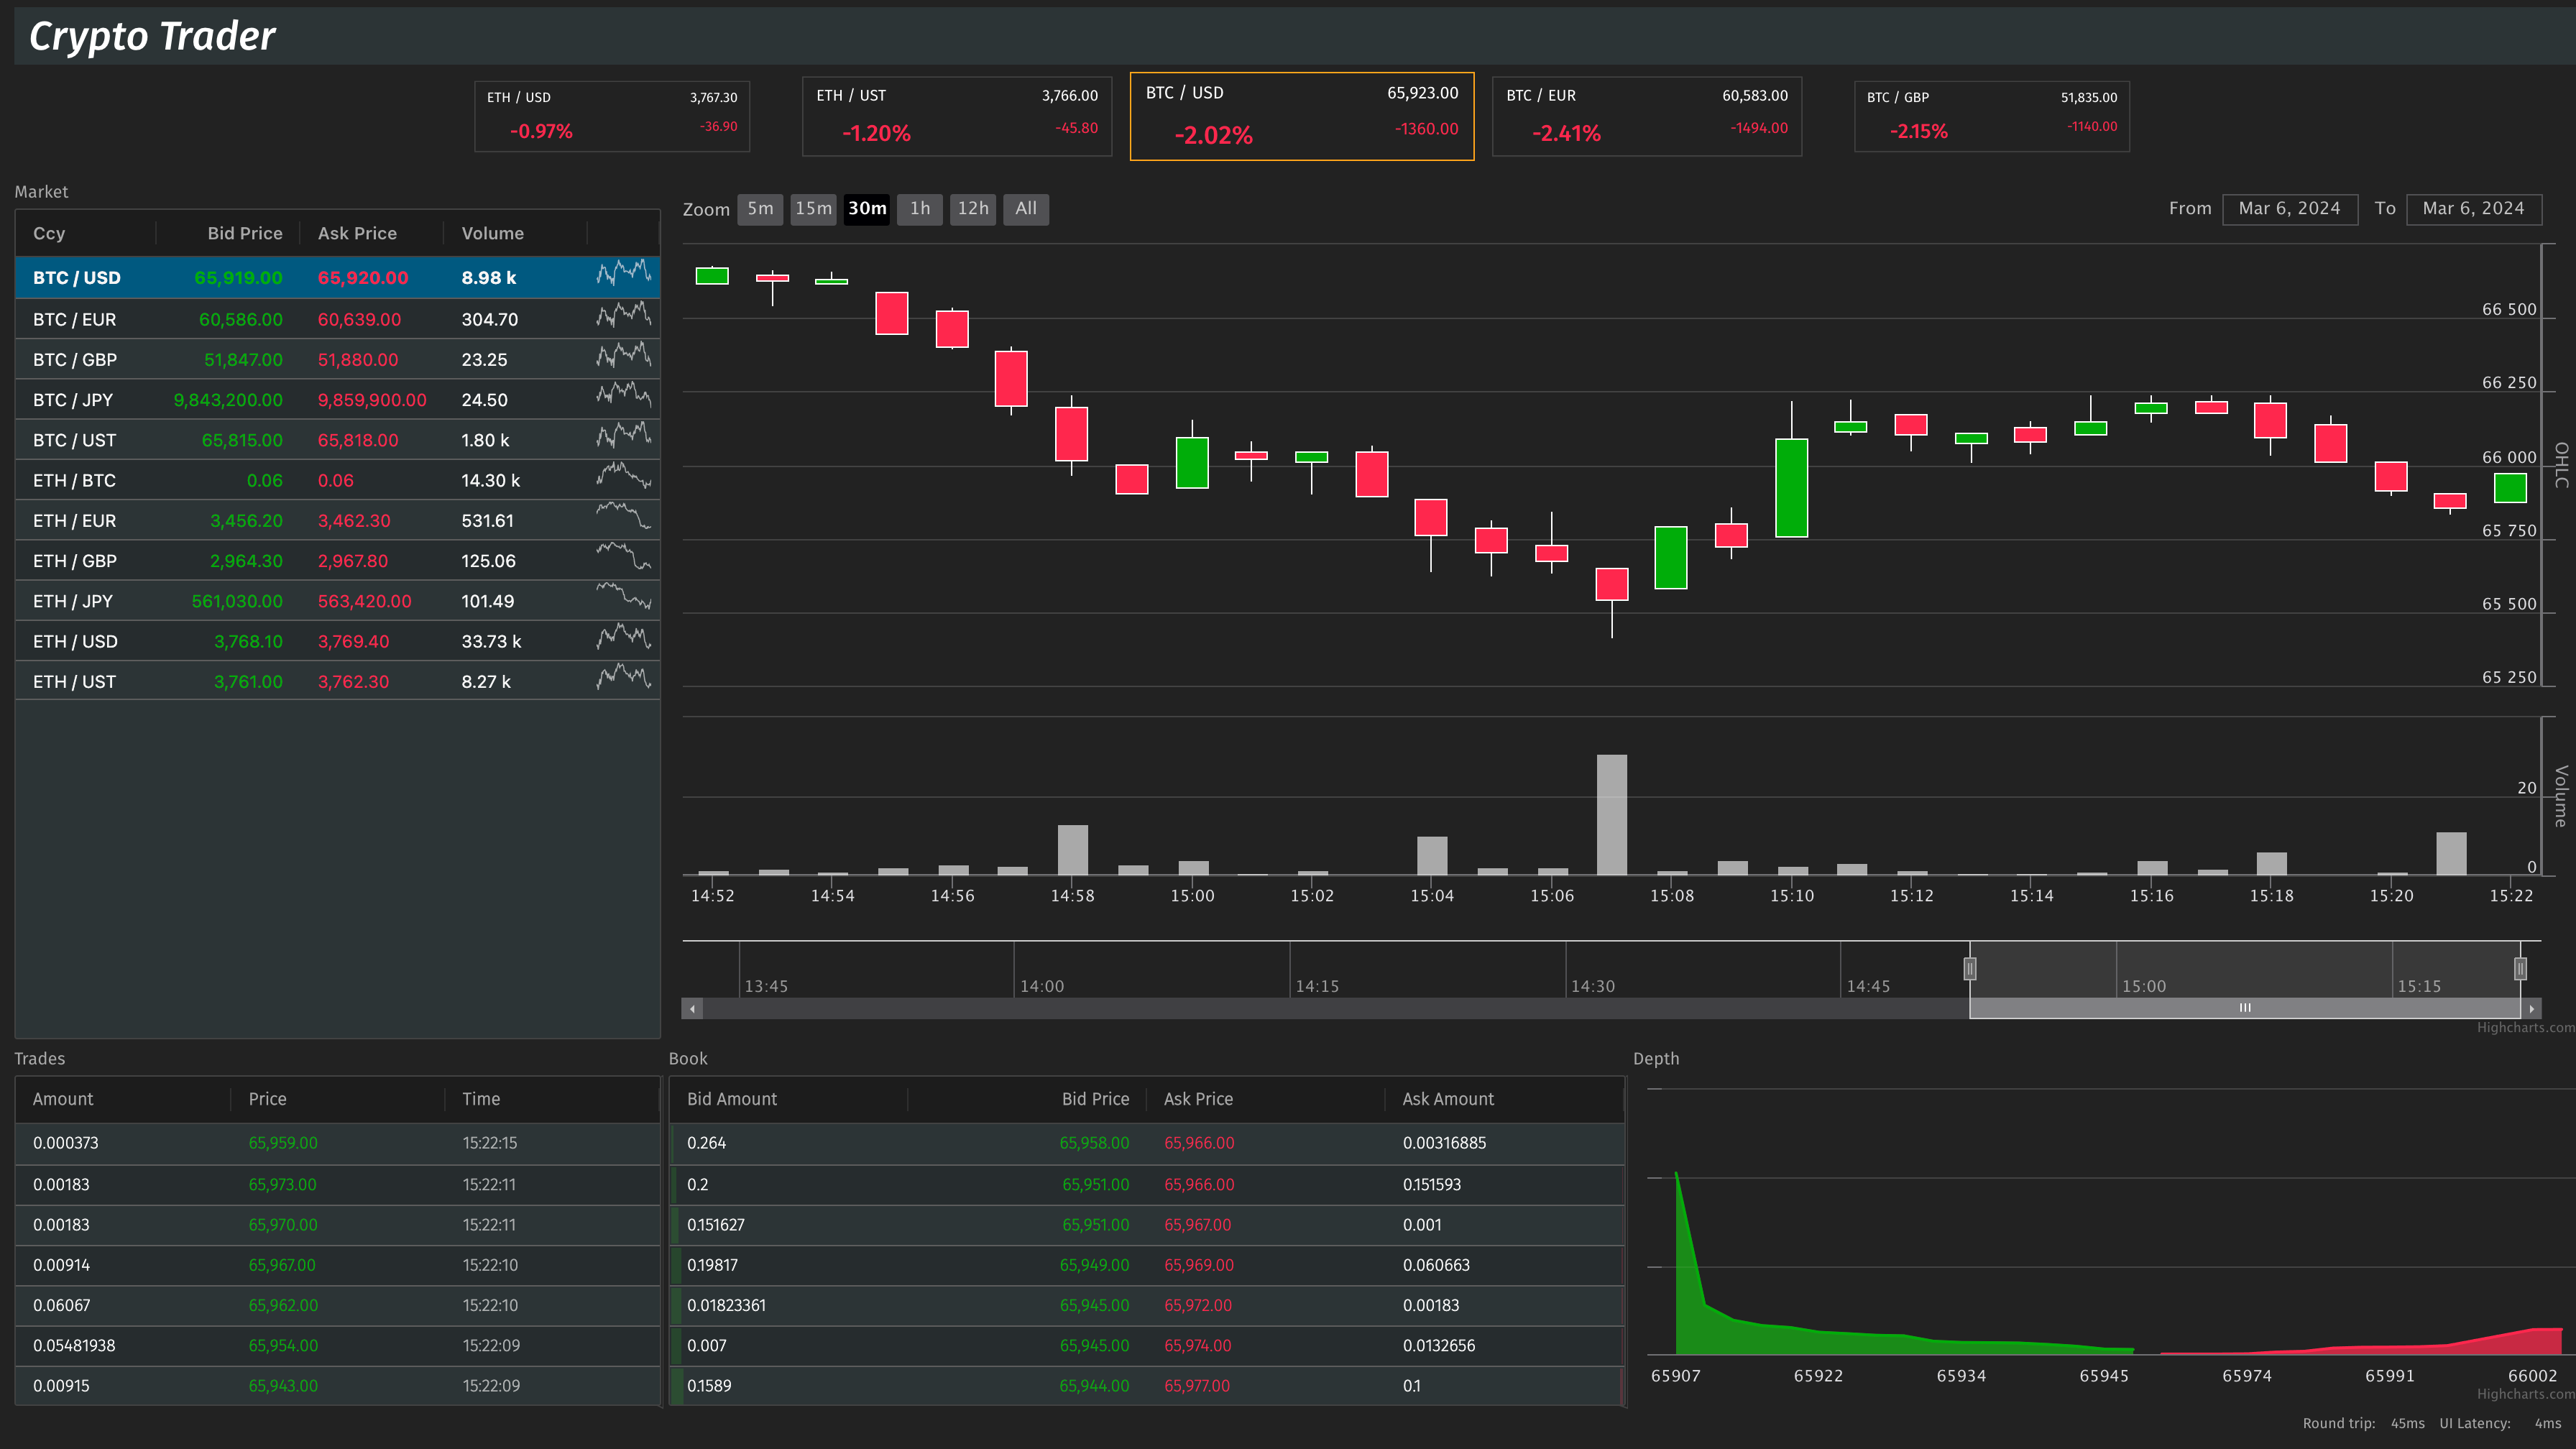 Crypto Trader
ETH / USD 3,767.30
-0.97% -36.90
ETH / UST 3,766.00
-1.20% -45.80
BTC / USD 65,923.00
-2.02% -1360.00
BTC / EUR 60,583.00
-2.41% -1494.00
BTC / GBP 51,835.00
-2.15% -1140.00
Market
Ccy Bid Price Ask Price Volume
BTC / USD 65,919.00 65,920.00 8.98 k
BTC / EUR 60,586.00 60,639.00 304.70
BTC / GBP 51,847.00 51,880.00 23.25
BTC / JPY 9,843,200.00 9,859,900.00 24.50
BTC / UST 65,815.00 65,818.00 1.80 k
ETH / BTC 0.06 0.06 14.30 k
ETH / EUR 3,456.20 3,462.30 531.61
ETH / GBP 2,964.30 2,967.80 125.06
ETH / JPY 561,030.00 563,420.00 101.49
ETH / USD 3,768.10 3,769.40 33.73 k
ETH / UST 3,761.00 3,762.30 8.27 k
Zoom 5m 15m 30m 1h 12h All
From Mar 6, 2024 To Mar 6, 2024
66 500
66 250
66 000
65 750
65 500
65 250
OHLC
20
0
Volume
14:52 14:54 14:56 14:58 15:00 15:02 15:04 15:06 15:08 15:10 15:12 15:14 15:16 15:18 15:20 15:22
13:45 14:00 14:15 14:30 14:45 15:00 15:15
Highcharts.com
Trades
Amount Price Time
0.000373 65,959.00 15:22:15
0.00183 65,973.00 15:22:11
0.00183 65,970.00 15:22:11
0.00914 65,967.00 15:22:10
0.06067 65,962.00 15:22:10
0.05481938 65,954.00 15:22:09
0.00915 65,943.00 15:22:09
Book
Bid Amount Bid Price Ask Price Ask Amount
0.264 65,958.00 65,966.00 0.00316885
0.2 65,951.00 65,966.00 0.151593
0.151627 65,951.00 65,967.00 0.001
0.19817 65,949.00 65,969.00 0.060663
0.01823361 65,945.00 65,972.00 0.00183
0.007 65,945.00 65,974.00 0.0132656
0.1589 65,944.00 65,977.00 0.1
Depth
65907 65922 65934 65945 65974 65991 66002
Highcharts.com
Round trip: 45ms UI Latency: 4ms